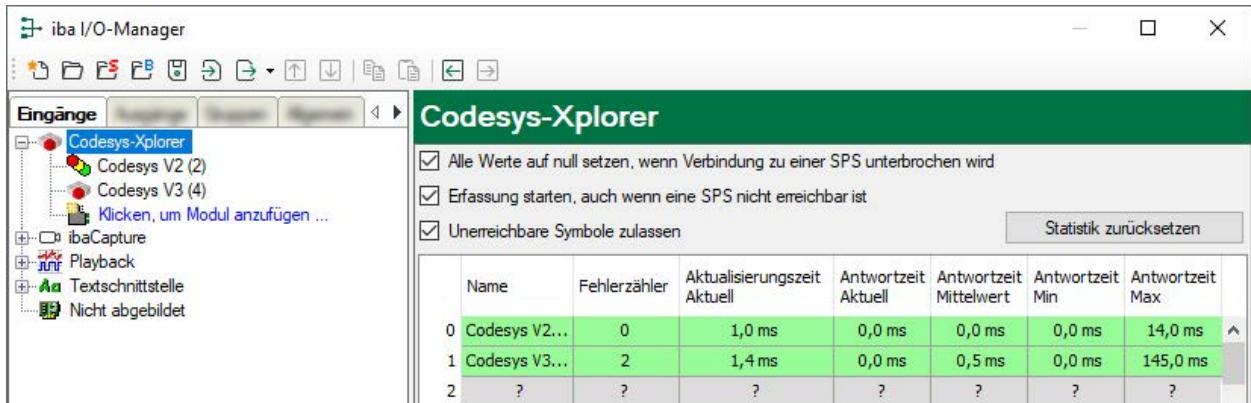 iba I/O-Manager
Eingänge
Codesys-Xplorer
Codesys V2 (2)
Codesys V3 (4)
Klicken, um Modul anzufügen ...
ibaCapture
Playback
Textschnittstelle
Nicht abgebildet
Codesys-Xplorer
Alle Werte auf null setzen, wenn Verbindung zu einer SPS unterbrochen wird
Erfassung starten, auch wenn eine SPS nicht erreichbar ist
Unerreichbare Symbole zulassen
Statistik zurücksetzen
Name Fehlerzähler Aktualisierungszeit Aktuell Antwortzeit Aktuell Antwortzeit Mittelwert Antwortzeit Min Antwortzeit Max
0 Codesys V2... 0 1,0 ms 0,0 ms 0,0 ms 0,0 ms 14,0 ms
1 Codesys V3... 2 1,4 ms 0,0 ms 0,5 ms 0,0 ms 145,0 ms
2 ? ? ? ? ? ? ?